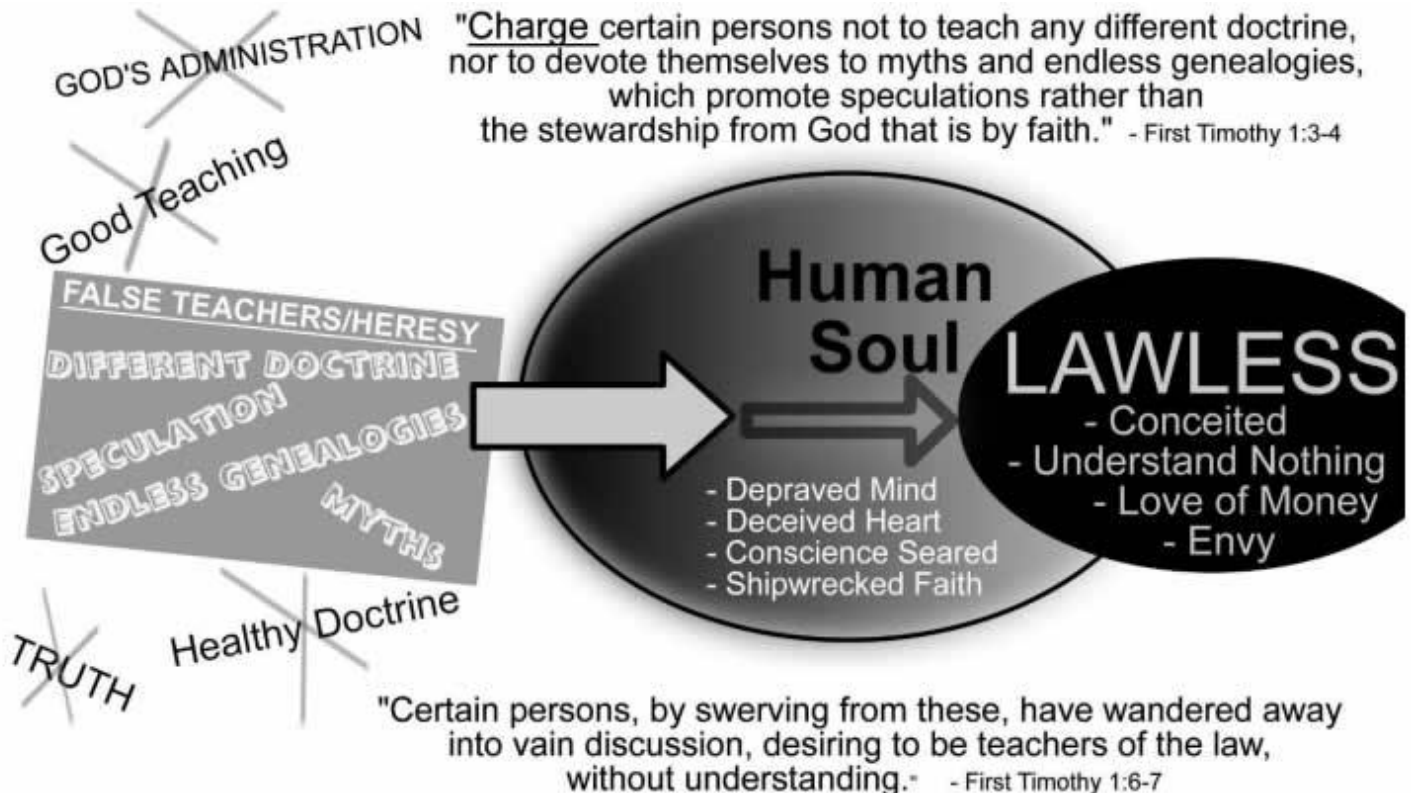 GOD'S ADMINISTRATION
"Charge certain persons not to teach any different doctrine,
nor to devote themselves to myths and endless genealogies,
which promote speculations rather than
the stewardship from God that is by faith." - First Timothy 1:3-4
Good Teaching
FALSE TEACHERS/HERESY
DIFFERENT DOCTRINE
SPECULATION
ENDLESS GENEALOGIES
MYTHS
Human
Soul
- Depraved Mind
- Deceived Heart
- Conscience Seared
- Shipwrecked Faith
LAWLESS
- Conceited
- Understand Nothing
- Love of Money
- Envy
Healthy Doctrine
TRUTH
"Certain persons, by swerving from these, have wandered away
into vain discussion, desiring to be teachers of the law,
without understanding." - First Timothy 1:6-7